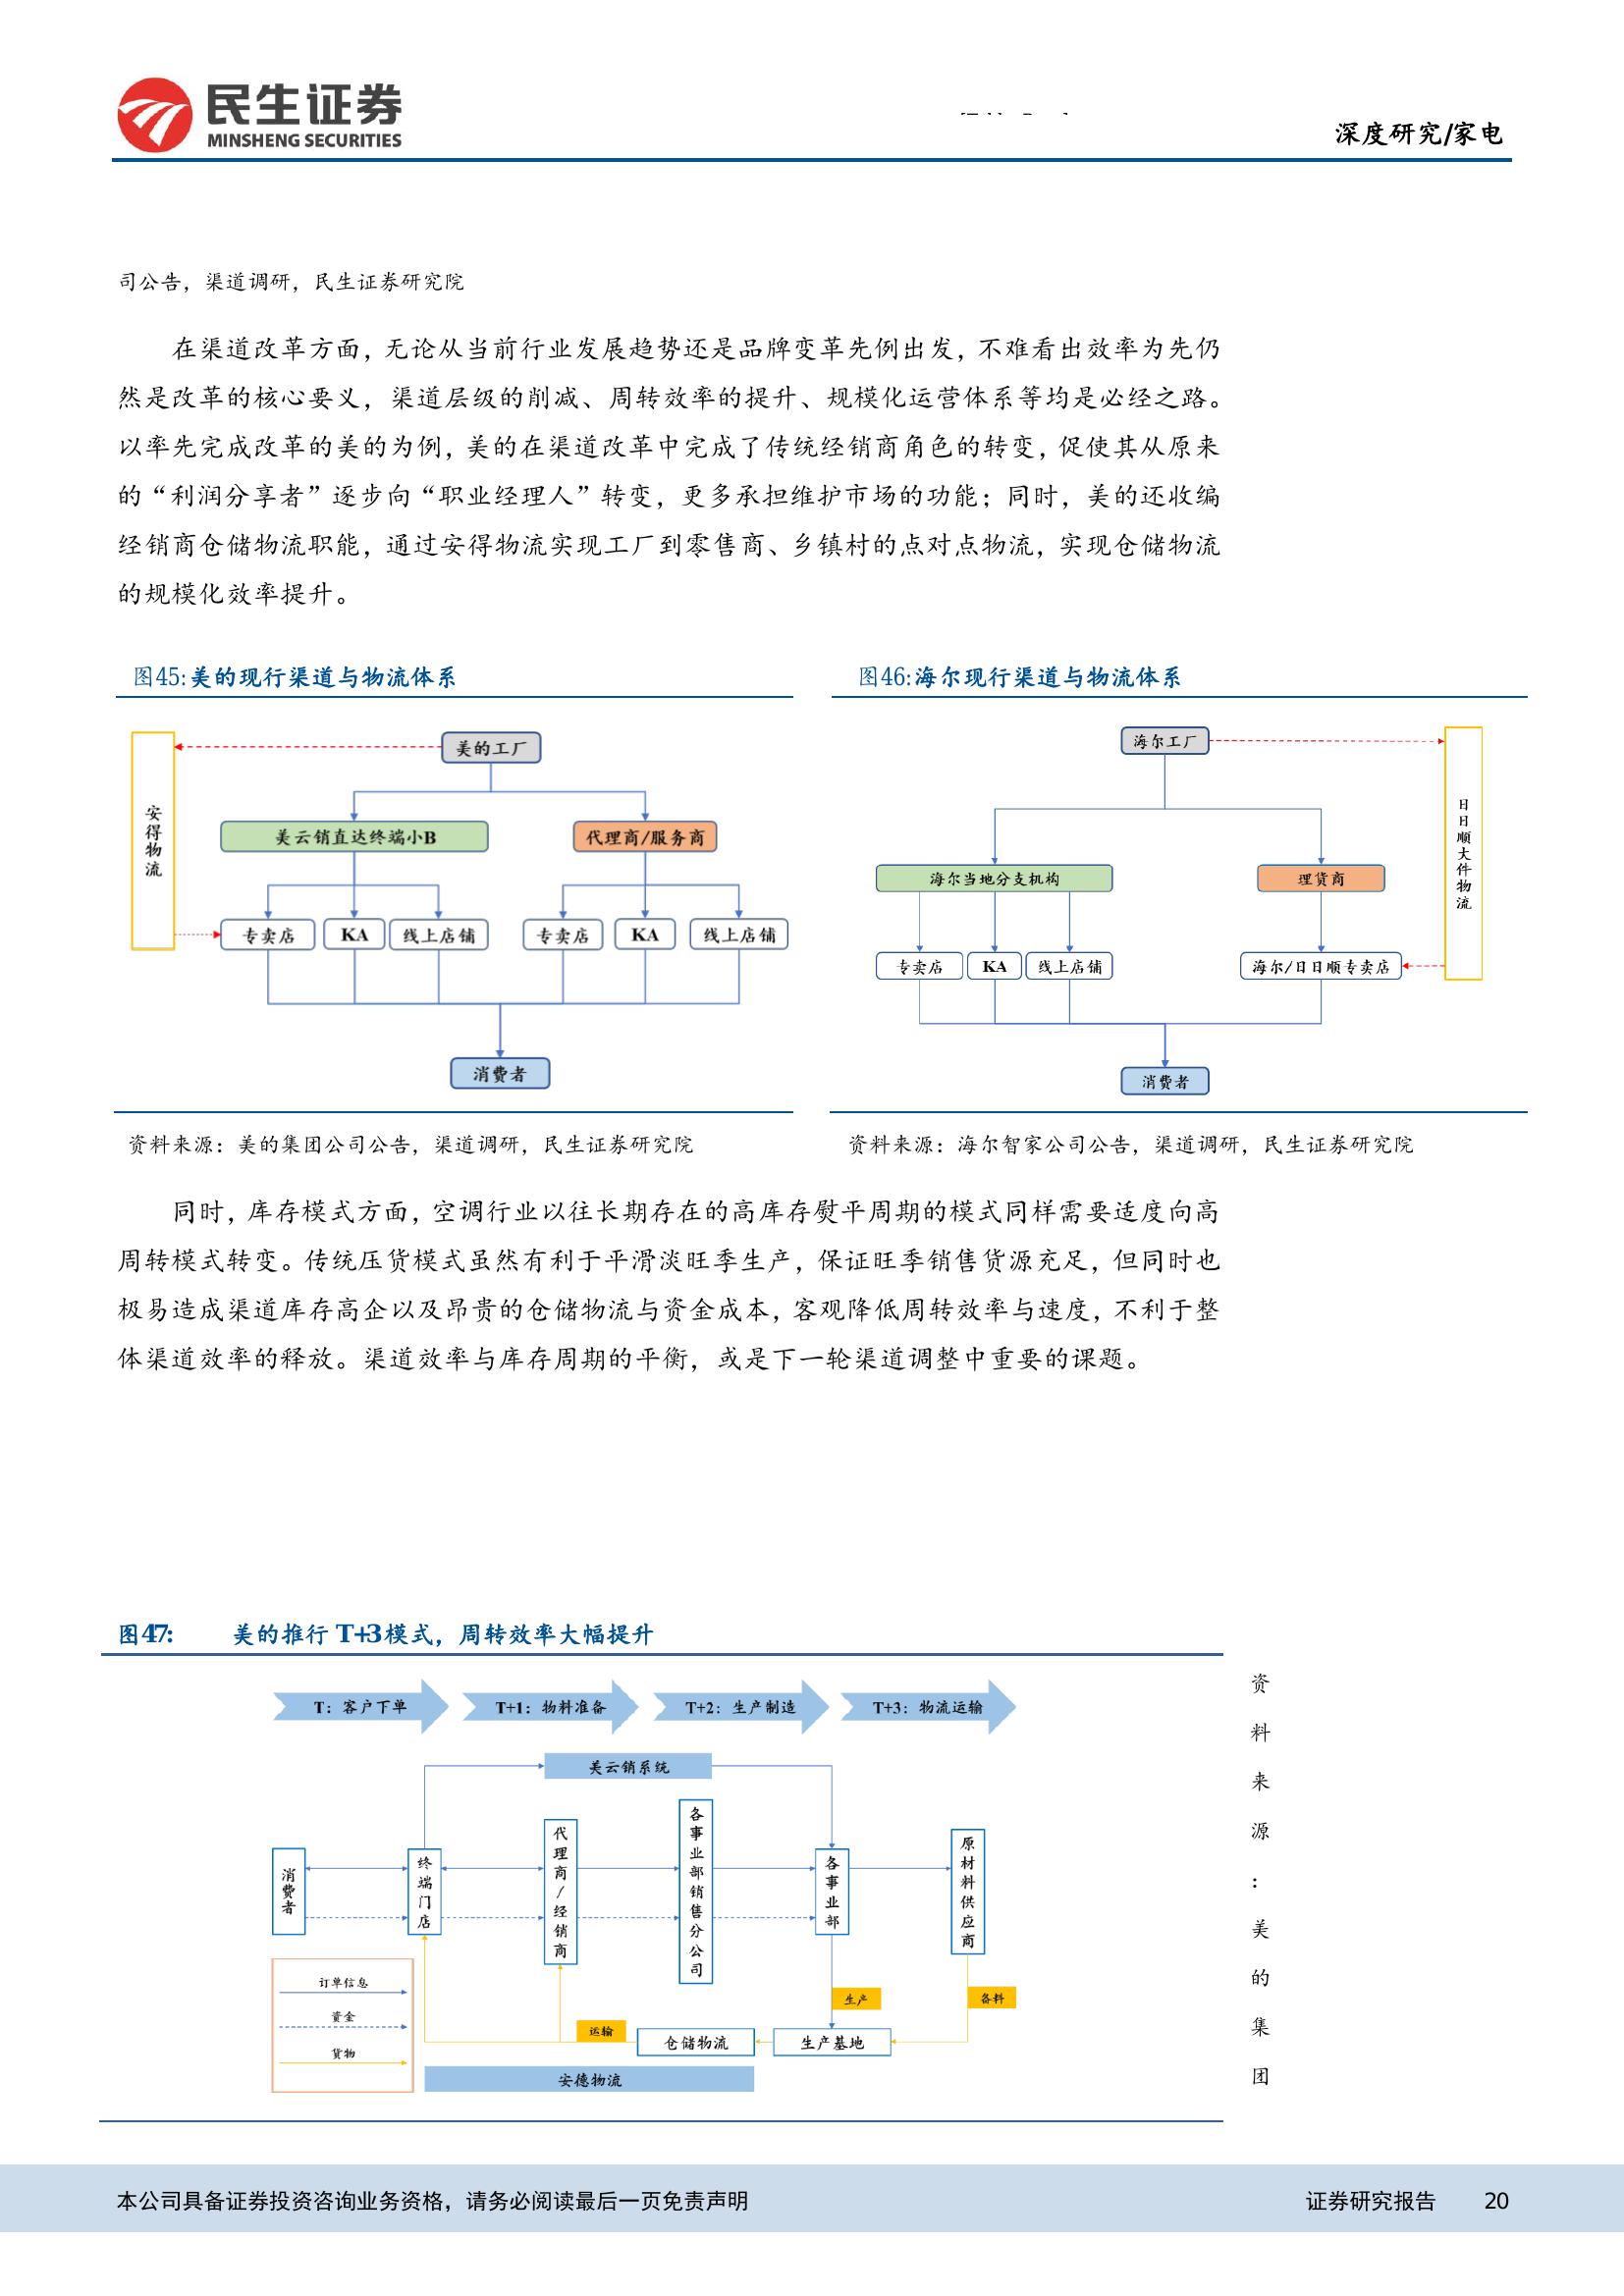 民生证券
MINSHENG SECURITIES
深度研究/家电
司公告，渠道调研，民生证券研究院
在渠道改革方面，无论从当前行业发展趋势还是品牌变革先例出发，不难看出效率为先仍
然是改革的核心要义，渠道层级的削减、周转效率的提升、规模化运营体系等均是必经之路。
以率先完成改革的美的为例，美的在渠道改革中完成了传统经销商角色的转变，促使其从原来
的“利润分享者”逐步向“职业经理人”转变，更多承担维护市场的功能；同时，美的还收编
经销商仓储物流职能，通过安得物流实现工厂到零售商、乡镇村的点对点物流，实现仓储物流
的规模化效率提升。
图45:美的现行渠道与物流体系
美的工厂
安得物流
美云销直达终端小B
代理商/服务商
专卖店
KA
线上店铺
专卖店
KA
线上店铺
消费者
资料来源：美的集团公司公告，渠道调研，民生证券研究院
图46:海尔现行渠道与物流体系
海尔工厂
日日顺大件物流
海尔当地分支机构
理货商
专卖店
KA
线上店铺
海尔/日日顺专卖店
消费者
资料来源：海尔智家公司公告，渠道调研，民生证券研究院
同时，库存模式方面，空调行业以往长期存在的高库存熨平周期的模式同样需要适度向高
周转模式转变。传统压货模式虽然有利于平滑淡旺季生产，保证旺季销售货源充足，但同时也
极易造成渠道库存高企以及昂贵的仓储物流与资金成本，客观降低周转效率与速度，不利于整
体渠道效率的释放。渠道效率与库存周期的平衡，或是下一轮渠道调整中重要的课题。
图47: 美的推行 T+3模式，周转效率大幅提升
T：客户下单
T+1：物料准备
T+2：生产制造
T+3：物流运输
美云销系统
消费者
终端门店
代理商/经销商
各事业部销售分公司
各事业部
原材料供应商
订单信息
资金
货物
生产
备料
运输
仓储物流
生产基地
安德物流
资料来源：美的集团
本公司具备证券投资咨询业务资格，请务必阅读最后一页免责声明
证券研究报告 20